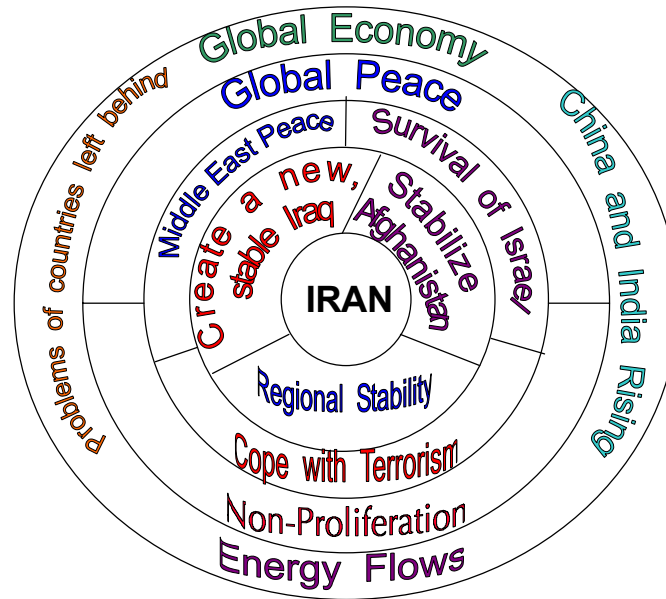 Global Economy
Global Peace
Problems of countries left behind
China and India Rising
Middle East Peace
Survival of Israel
Create a new,
stable Iraq
Stabilize
Afghanistan
IRAN
Regional Stability
Cope with Terrorism
Non-Proliferation
Energy Flows